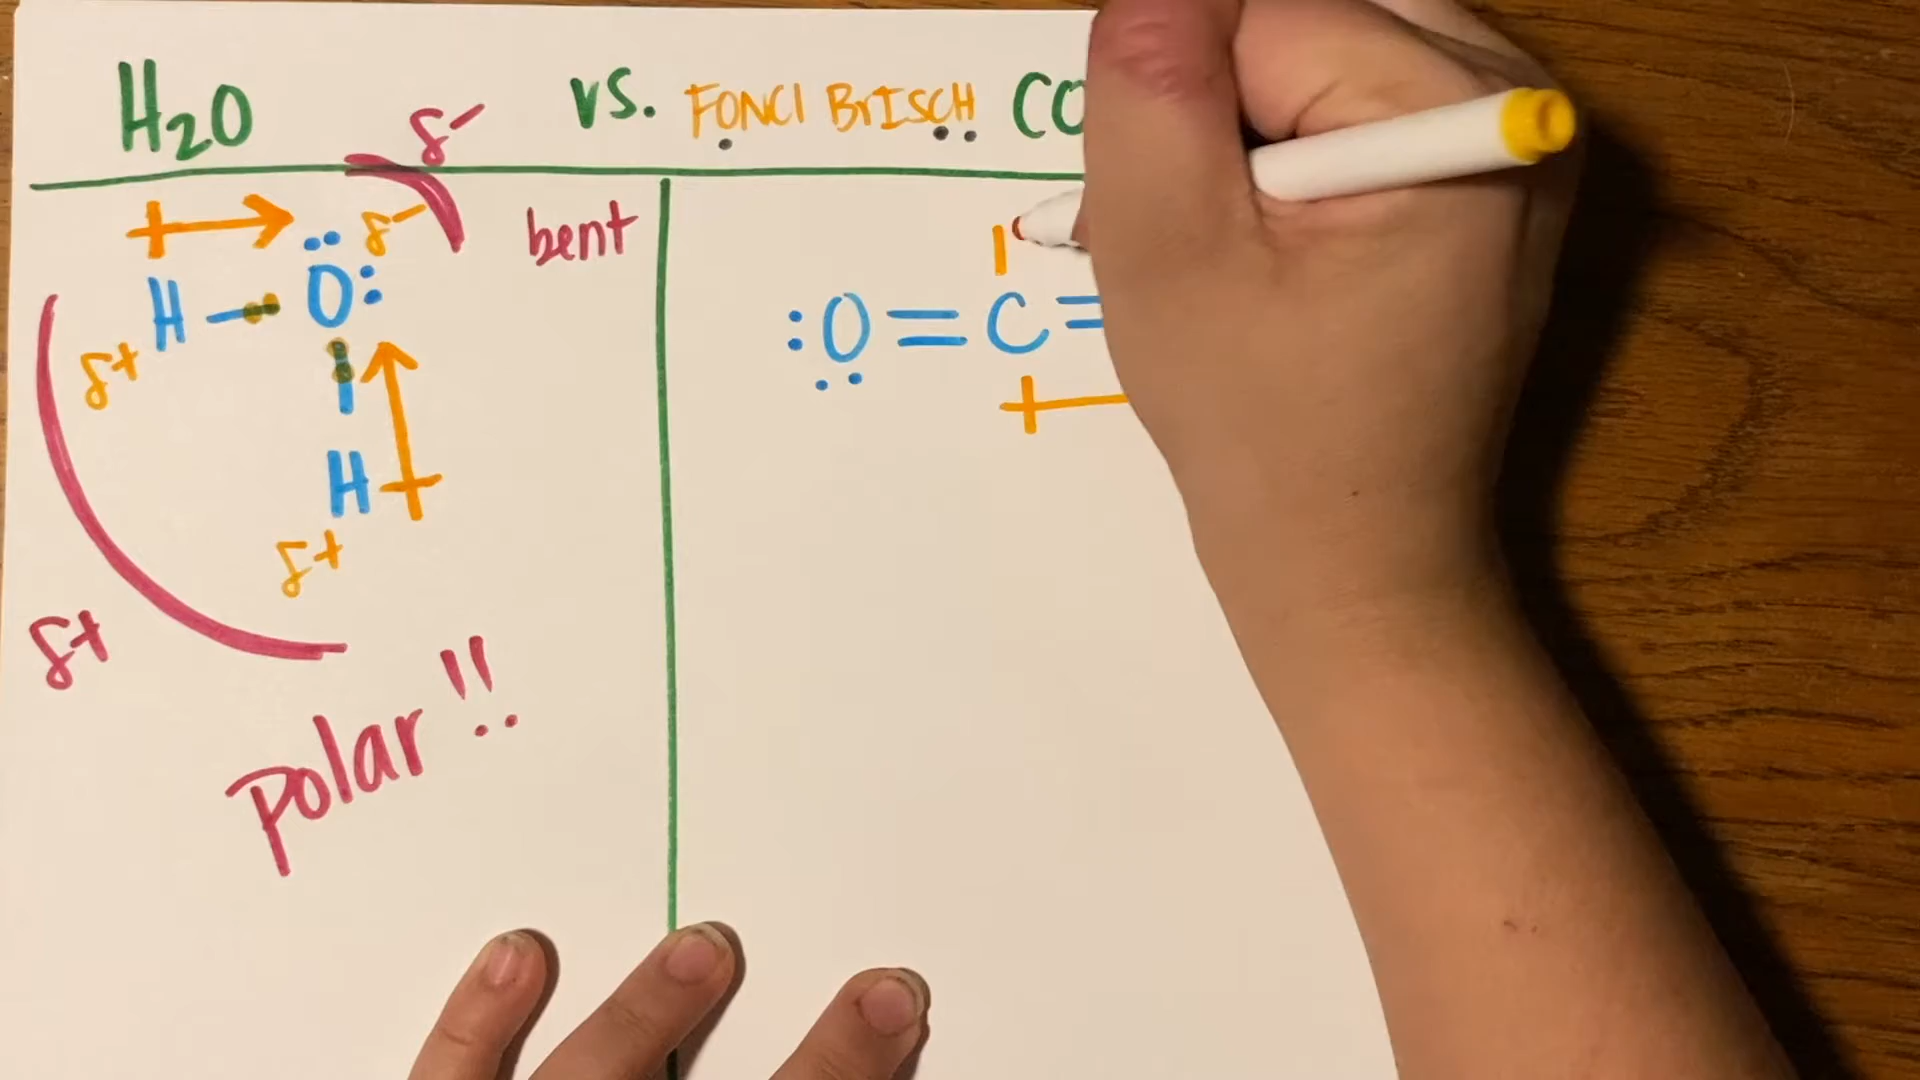 H₂O vs. FONCl BrISCH CO
δ-
δ- bent
H - O
δ+
H
δ+
δ+
:O = C =
polar!!